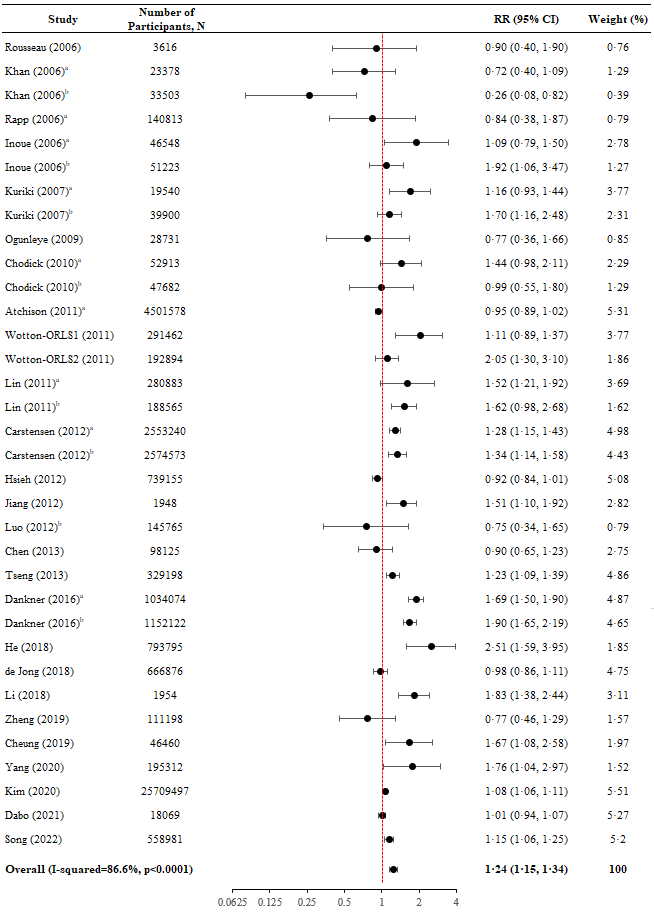 Study Number of Participants, N RR (95% CI) Weight (%)
Rousseau (2006) 3616 0·90 (0·40, 1·90) 0·76
Khan (2006)ᵃ 23378 0·72 (0·40, 1·09) 1·29
Khan (2006)ᵇ 33503 0·26 (0·08, 0·82) 0·39
Rapp (2006)ᵃ 140813 0·84 (0·38, 1·87) 0·79
Inoue (2006)ᵃ 46548 1·09 (0·79, 1·50) 2·78
Inoue (2006)ᵇ 51223 1·92 (1·06, 3·47) 1·27
Kuriki (2007)ᵃ 19540 1·16 (0·93, 1·44) 3·77
Kuriki (2007)ᵇ 39900 1·70 (1·16, 2·48) 2·31
Ogunleye (2009) 28731 0·77 (0·36, 1·66) 0·85
Chodick (2010)ᵃ 52913 1·44 (0·98, 2·11) 2·29
Chodick (2010)ᵇ 47682 0·99 (0·55, 1·80) 1·29
Atchison (2011)ᵃ 4501578 0·95 (0·89, 1·02) 5·31
Wotton-ORLS1 (2011) 291462 1·11 (0·89, 1·37) 3·77
Wotton-ORLS2 (2011) 192894 2·05 (1·30, 3·10) 1·86
Lin (2011)ᵃ 280883 1·52 (1·21, 1·92) 3·69
Lin (2011)ᵇ 188565 1·62 (0·98, 2·68) 1·62
Carstensen (2012)ᵃ 2553240 1·28 (1·15, 1·43) 4·98
Carstensen (2012)ᵇ 2574573 1·34 (1·14, 1·58) 4·43
Hsieh (2012) 739155 0·92 (0·84, 1·01) 5·08
Jiang (2012) 1948 1·51 (1·10, 1·92) 2·82
Luo (2012)ᵇ 145765 0·75 (0·34, 1·65) 0·79
Chen (2013) 98125 0·90 (0·65, 1·23) 2·75
Tseng (2013) 329198 1·23 (1·09, 1·39) 4·86
Dankner (2016)ᵃ 1034074 1·69 (1·50, 1·90) 4·87
Dankner (2016)ᵇ 1152122 1·90 (1·65, 2·19) 4·65
He (2018) 793795 2·51 (1·59, 3·95) 1·85
de Jong (2018) 666876 0·98 (0·86, 1·11) 4·75
Li (2018) 1954 1·83 (1·38, 2·44) 3·11
Zheng (2019) 111198 0·77 (0·46, 1·29) 1·57
Cheung (2019) 46460 1·67 (1·08, 2·58) 1·97
Yang (2020) 195312 1·76 (1·04, 2·97) 1·52
Kim (2020) 25709497 1·08 (1·06, 1·11) 5·51
Dabo (2021) 18069 1·01 (0·94, 1·07) 5·27
Song (2022) 558981 1·15 (1·06, 1·25) 5·2
Overall (I-squared=86.6%, p<0.0001) 1·24 (1·15, 1·34) 100
0.0625 0.125 0.5 1 2 4